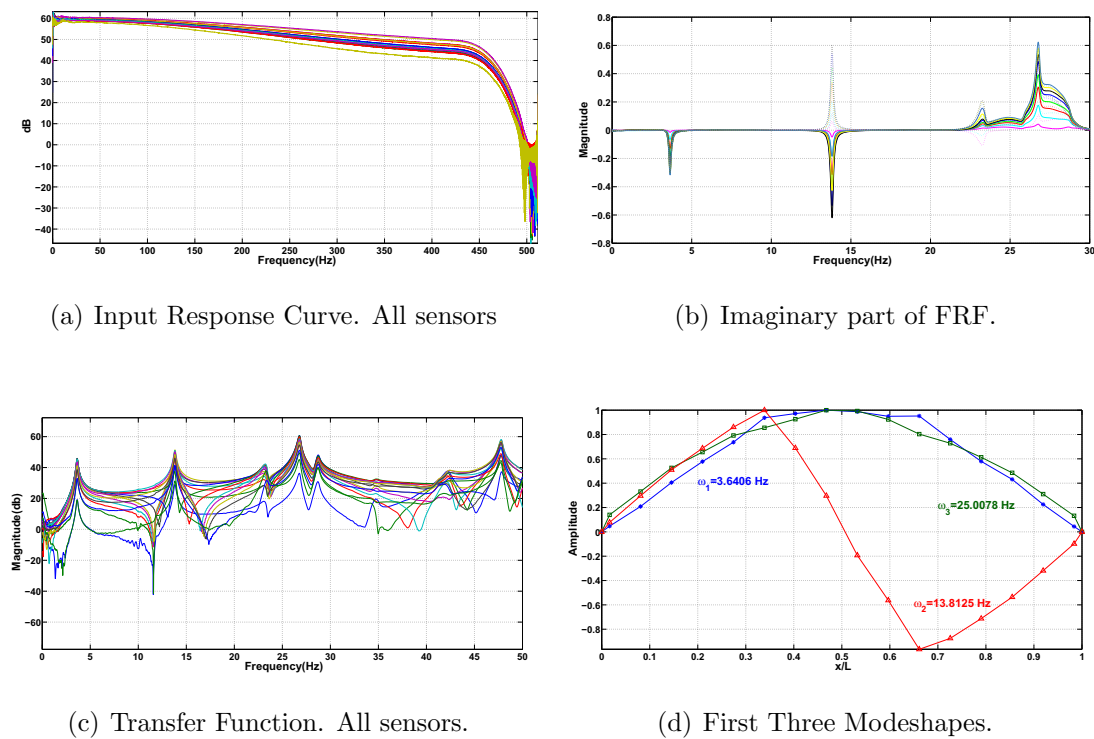 60
50
40
30
20
10
0
−10
−20
−30
−40
dB
0 50 100 150 200 250 300 350 400 450 500
Frequency(Hz)
(a) Input Response Curve. All sensors
0.8
0.6
0.4
0.2
0
−0.2
−0.4
−0.6
−0.8
Magnitude
0 5 10 15 20 25 30
Frequency(Hz)
(b) Imaginary part of FRF.
60
40
20
0
−20
−40
−60
Magnitude(db)
0 5 10 15 20 25 30 35 40 45 50
Frequency(Hz)
(c) Transfer Function. All sensors.
1
0.8
0.6
0.4
0.2
0
−0.2
−0.4
−0.6
−0.8
Amplitude
ω1=3.6406 Hz
ω3=25.0078 Hz
ω2=13.8125 Hz
0 0.1 0.2 0.3 0.4 0.5 0.6 0.7 0.8 0.9 1
x/L
(d) First Three Modeshapes.